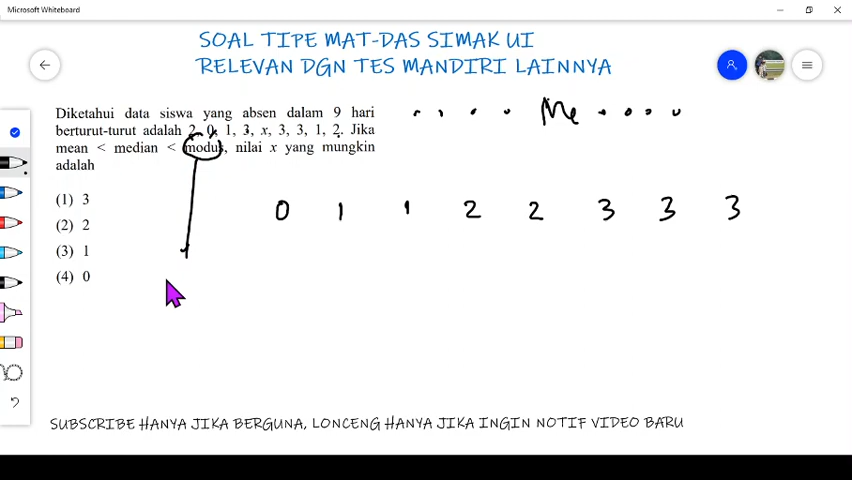 Microsoft Whiteboard
SOAL TIPE MAT-DAS SIMAK UI
RELEVAN DGN TES MANDIRI LAINNYA
Diketahui data siswa yang absen dalam 9 hari
berturut-turut adalah 2, 0, 1, 3, x, 3, 3, 1, 2. Jika
mean < median < modus, nilai x yang mungkin
adalah
Me
(1) 3
(2) 2
(3) 1
(4) 0
0 1 1 2 2 3 3 3
SUBSCRIBE HANYA JIKA BERGUNA, LONCENG HANYA JIKA INGIN NOTIF VIDEO BARU